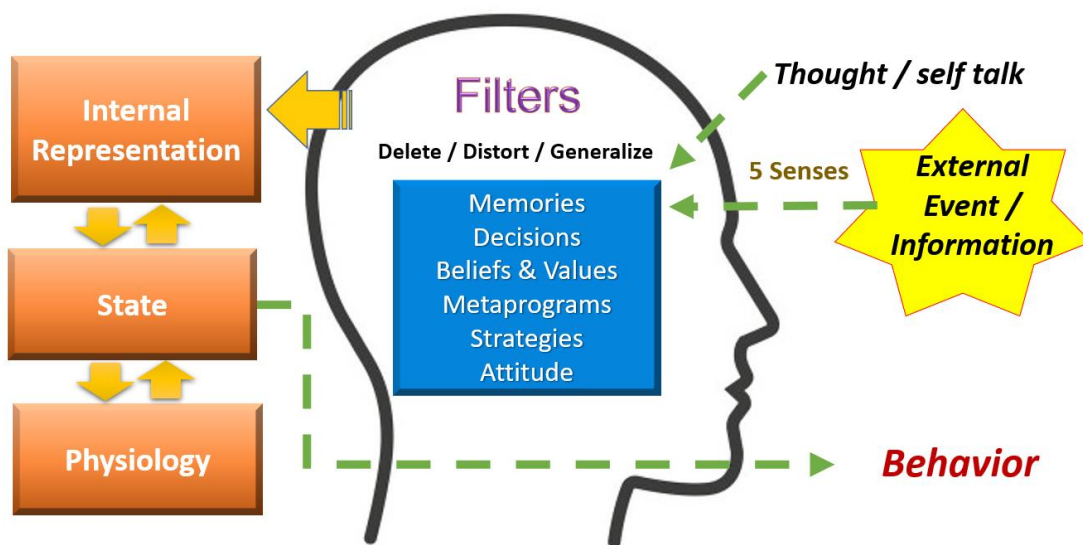 Internal
Representation
State
Physiology
Filters
Delete / Distort / Generalize
Memories
Decisions
Beliefs & Values
Metaprograms
Strategies
Attitude
Thought / self talk
5 Senses
External
Event /
Information
Behavior